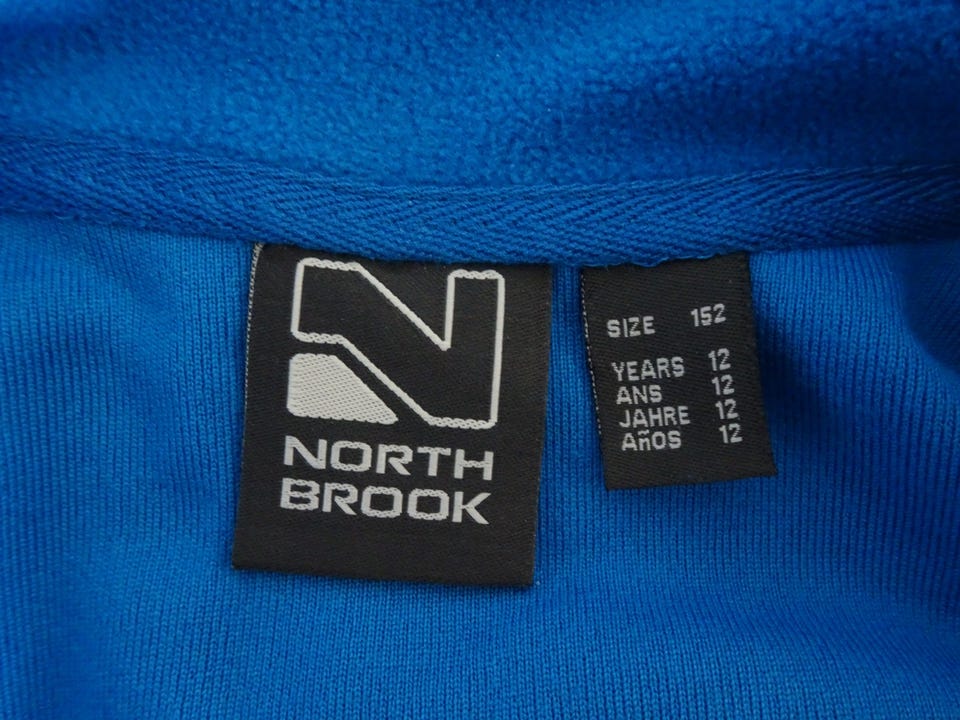 NORTH
BROOK
SIZE 152
YEARS 12
ANS 12
JAHRE 12
AñOS 12